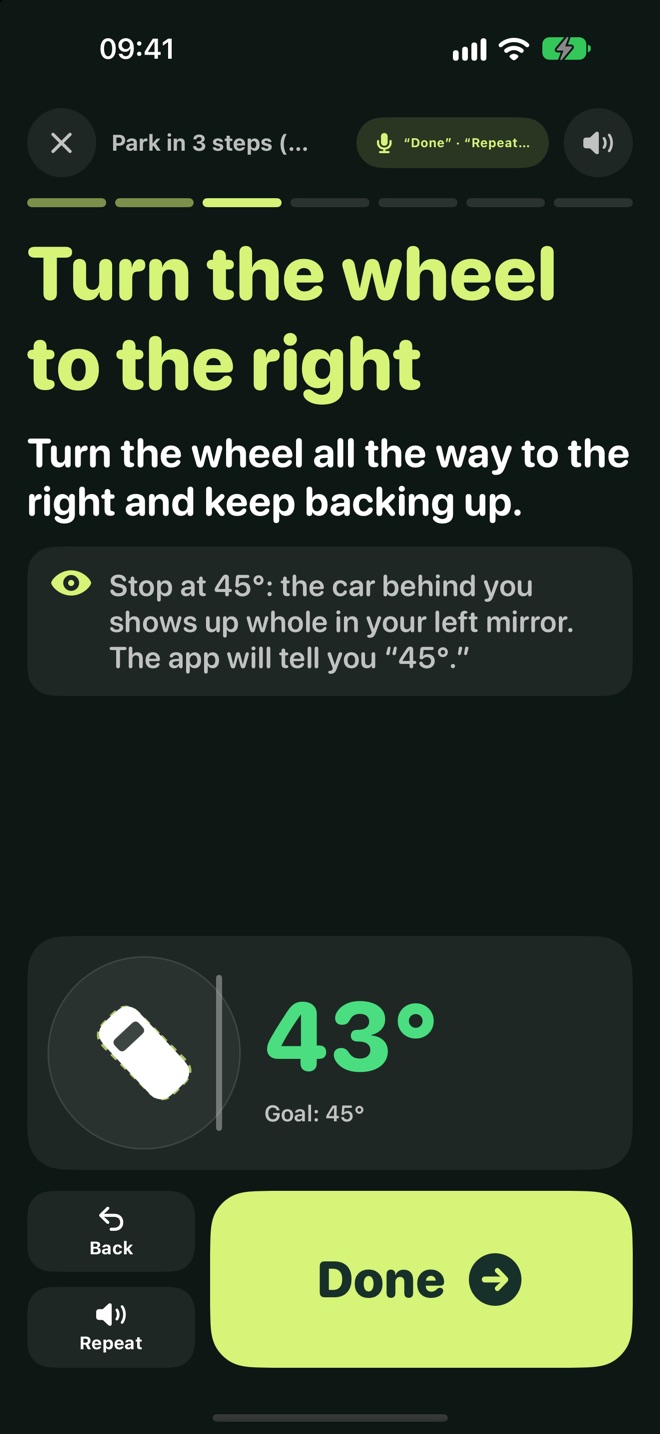 09:41
Park in 3 steps (...
“Done” · “Repeat...
Turn the wheel
to the right
Turn the wheel all the way to the
right and keep backing up.
Stop at 45°: the car behind you
shows up whole in your left mirror.
The app will tell you “45°.”
43°
Goal: 45°
Back
Repeat
Done